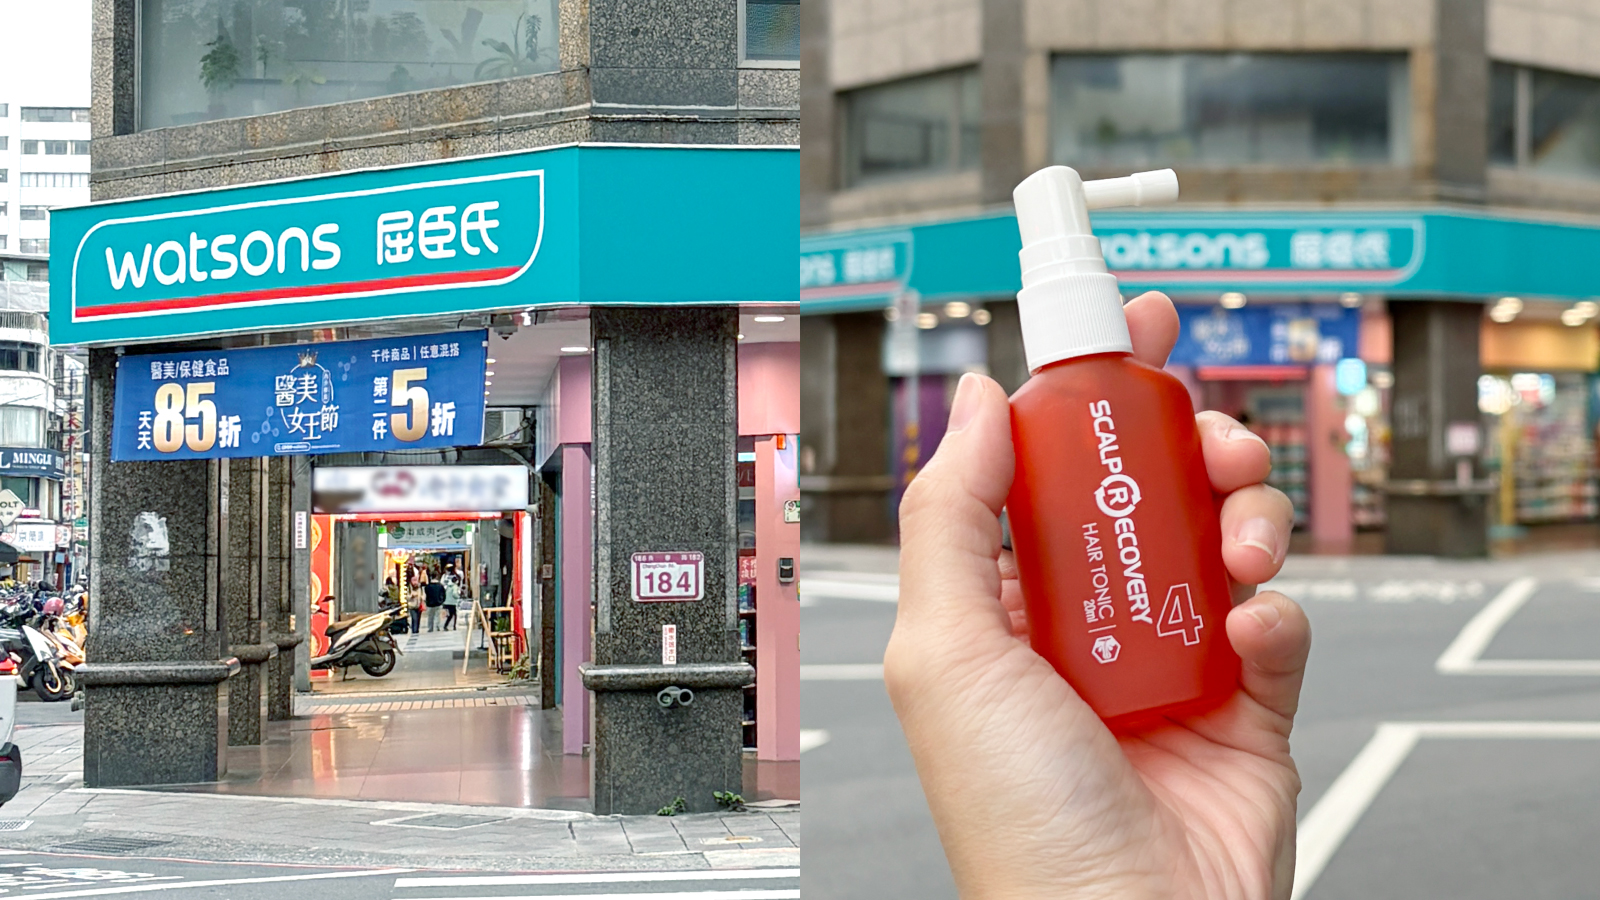 watsons 屈臣氏
醫美/保健食品
天天85折
醫美
女王節
千件商品|任意混搭
第二件5折
MINGLE
184
watsons 屈臣氏
SCALP RECOVERY
HAIR TONIC
20ml
4